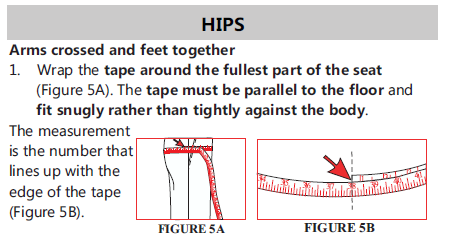 HIPS
Arms crossed and feet together
1. Wrap the tape around the fullest part of the seat
(Figure 5A). The tape must be parallel to the floor and
fit snugly rather than tightly against the body.
The measurement
is the number that
lines up with the
edge of the tape
(Figure 5B).
FIGURE 5A
FIGURE 5B